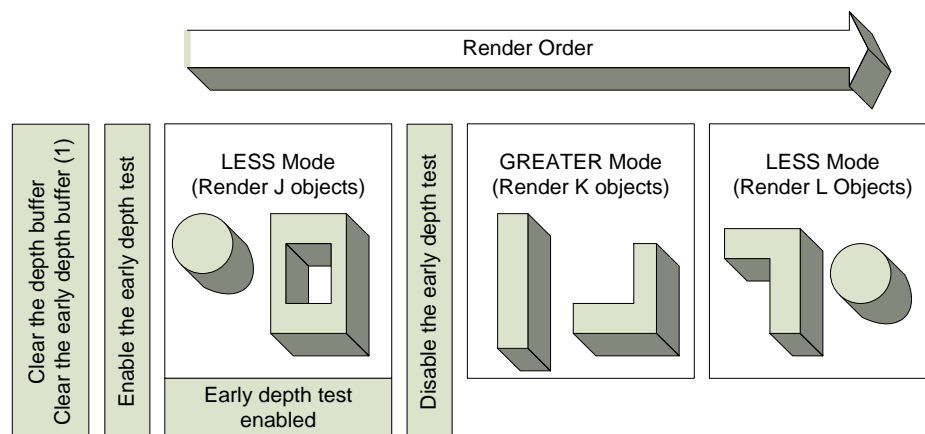 Render Order
Clear the depth buffer
Clear the early depth buffer (1)
Enable the early depth test
LESS Mode
(Render J objects)
Early depth test
enabled
Disable the early depth test
GREATER Mode
(Render K objects)
LESS Mode
(Render L Objects)